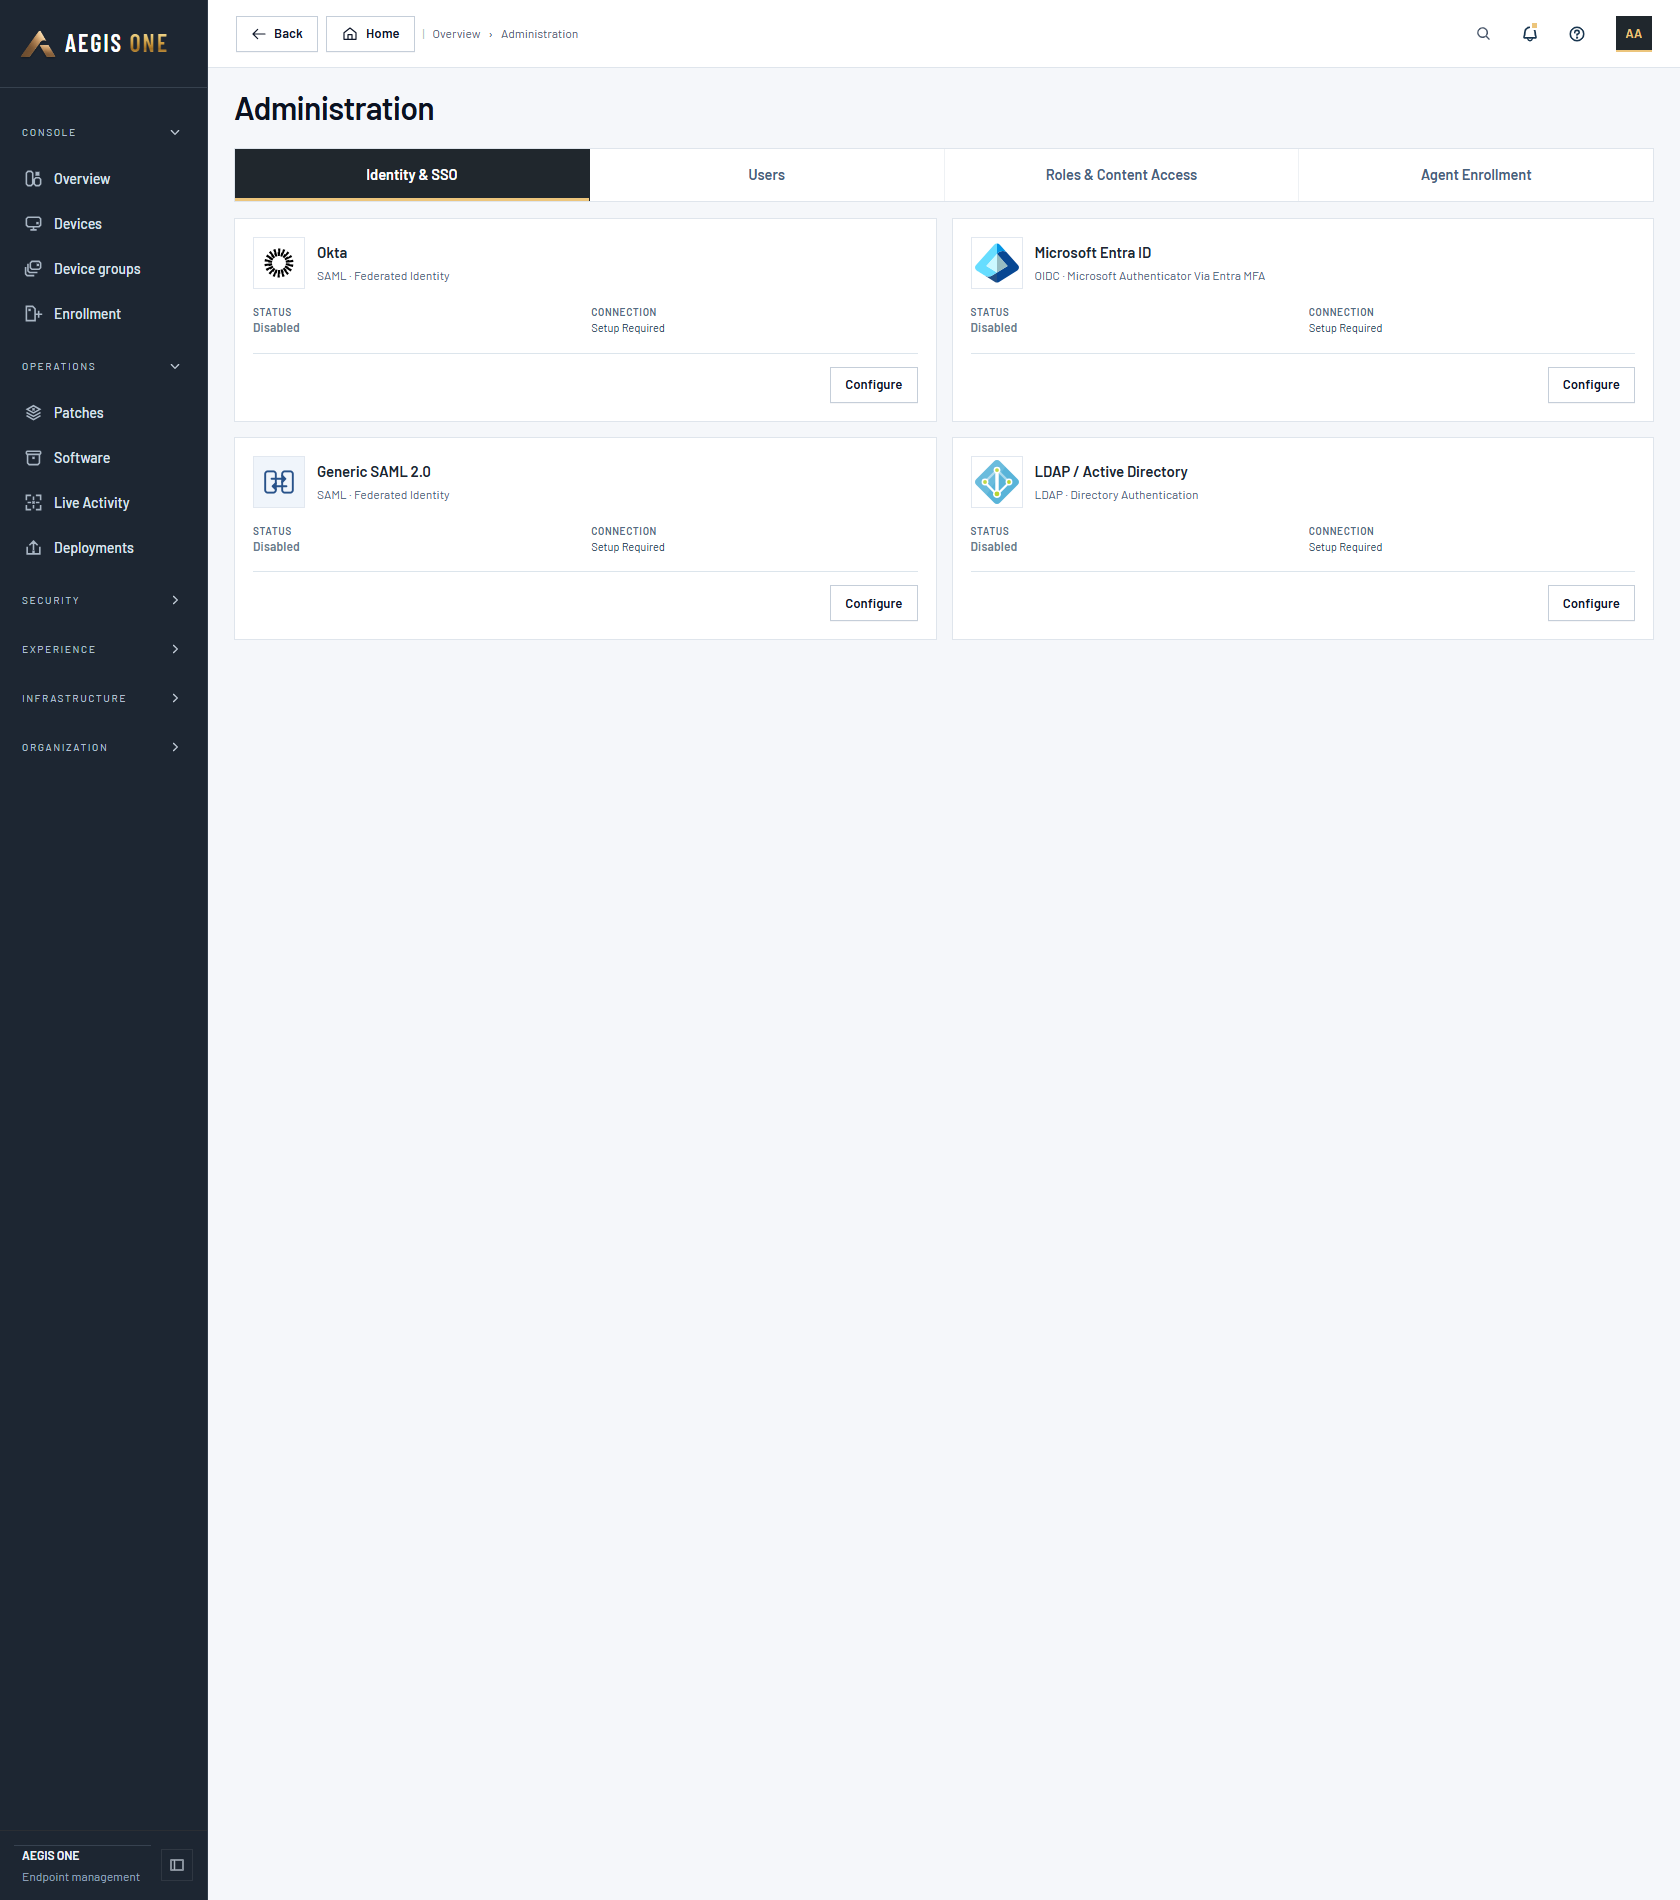 AEGIS ONE
Back
Home
Overview › Administration
AA
CONSOLE
Overview
Devices
Device groups
Enrollment
OPERATIONS
Patches
Software
Live Activity
Deployments
SECURITY
EXPERIENCE
INFRASTRUCTURE
ORGANIZATION
AEGIS ONE
Endpoint management
Administration
Identity & SSO
Users
Roles & Content Access
Agent Enrollment
Okta
SAML · Federated Identity
STATUS
Disabled
CONNECTION
Setup Required
Configure
Microsoft Entra ID
OIDC · Microsoft Authenticator Via Entra MFA
STATUS
Disabled
CONNECTION
Setup Required
Configure
Generic SAML 2.0
SAML · Federated Identity
STATUS
Disabled
CONNECTION
Setup Required
Configure
LDAP / Active Directory
LDAP · Directory Authentication
STATUS
Disabled
CONNECTION
Setup Required
Configure